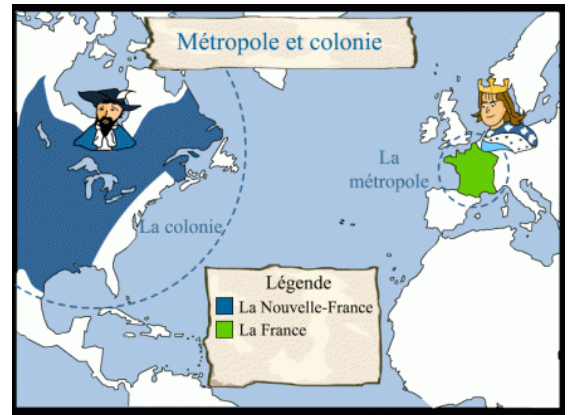 Métropole et colonie
La
métropole
La colonie
Légende
La Nouvelle-France
La France